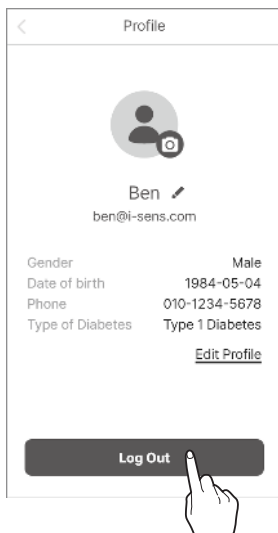 Profile
Ben
ben@i-sens.com
Gender Male
Date of birth 1984-05-04
Phone 010-1234-5678
Type of Diabetes Type 1 Diabetes
Edit Profile
Log Out